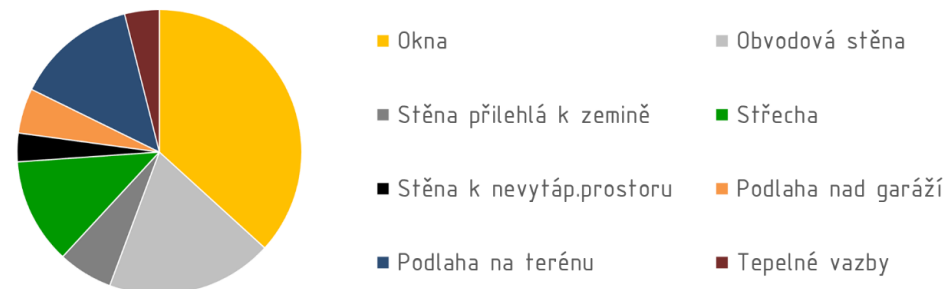 Okna
Obvodová stěna
Stěna přilehlá k zemině
Střecha
Stěna k nevytáp.prostoru
Podlaha nad garáží
Podlaha na terénu
Tepelné vazby